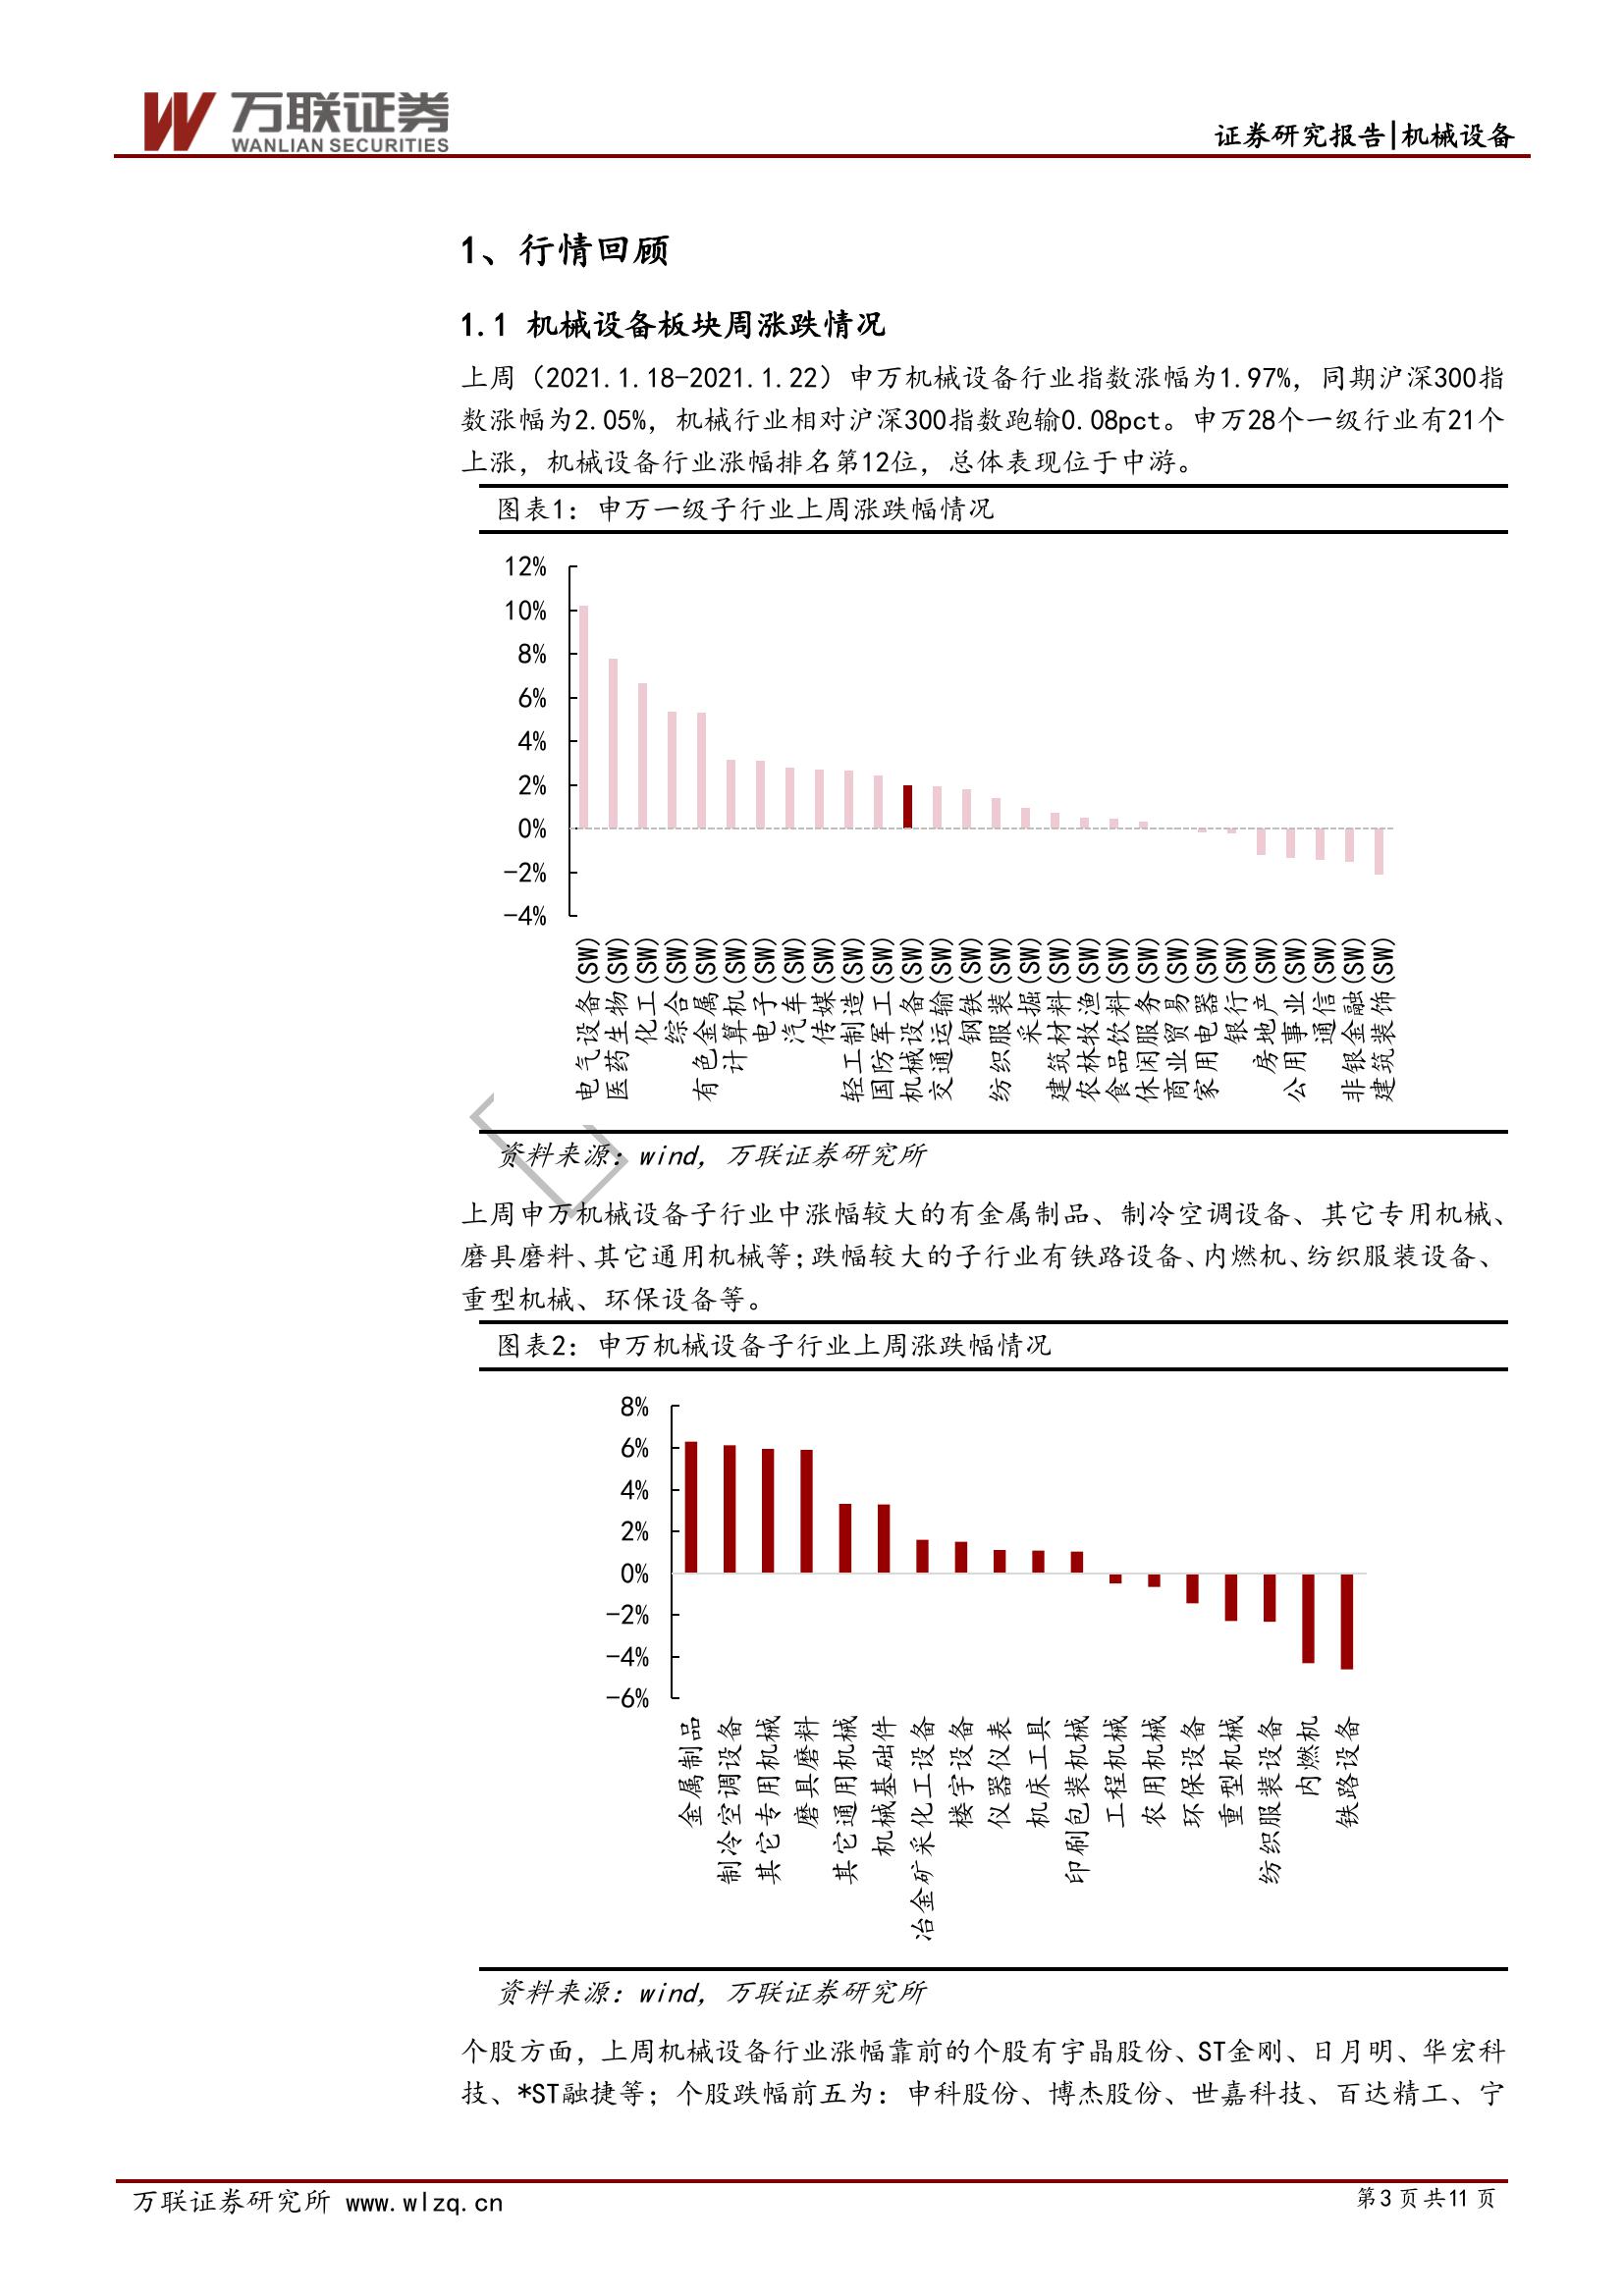 万联证券
WANLIAN SECURITIES
证券研究报告|机械设备
1、行情回顾
1.1 机械设备板块周涨跌情况
上周（2021.1.18-2021.1.22）申万机械设备行业指数涨幅为1.97%，同期沪深300指
数涨幅为2.05%，机械行业相对沪深300指数跑输0.08pct。申万28个一级行业有21个
上涨，机械设备行业涨幅排名第12位，总体表现位于中游。
图表1：申万一级子行业上周涨跌幅情况
12%
10%
8%
6%
4%
2%
0%
-2%
-4%
电气设备(SW)
医药生物(SW)
化工(SW)
综合(SW)
有色金属(SW)
计算机(SW)
电子(SW)
汽车(SW)
传媒(SW)
轻工制造(SW)
国防军工(SW)
机械设备(SW)
交通运输(SW)
钢铁(SW)
纺织服装(SW)
采掘(SW)
建筑材料(SW)
农林牧渔(SW)
食品饮料(SW)
休闲服务(SW)
商业贸易(SW)
家用电器(SW)
银行(SW)
房地产(SW)
公用事业(SW)
通信(SW)
非银金融(SW)
建筑装饰(SW)
资料来源：wind，万联证券研究所
上周申万机械设备子行业中涨幅较大的有金属制品、制冷空调设备、其它专用机械、
磨具磨料、其它通用机械等；跌幅较大的子行业有铁路设备、内燃机、纺织服装设备、
重型机械、环保设备等。
图表2：申万机械设备子行业上周涨跌幅情况
8%
6%
4%
2%
0%
-2%
-4%
-6%
金属制品
制冷空调设备
其它专用机械
磨具磨料
其它通用机械
机械基础件
冶金矿采化工设备
楼宇设备
仪器仪表
机床工具
印刷包装机械
工程机械
农用机械
环保设备
重型机械
纺织服装设备
内燃机
铁路设备
资料来源：wind，万联证券研究所
个股方面，上周机械设备行业涨幅靠前的个股有宇晶股份、ST金刚、日月明、华宏科
技、*ST融捷等；个股跌幅前五为：申科股份、博杰股份、世嘉科技、百达精工、宁
万联证券研究所 www.wlzq.cn
第3页共11页